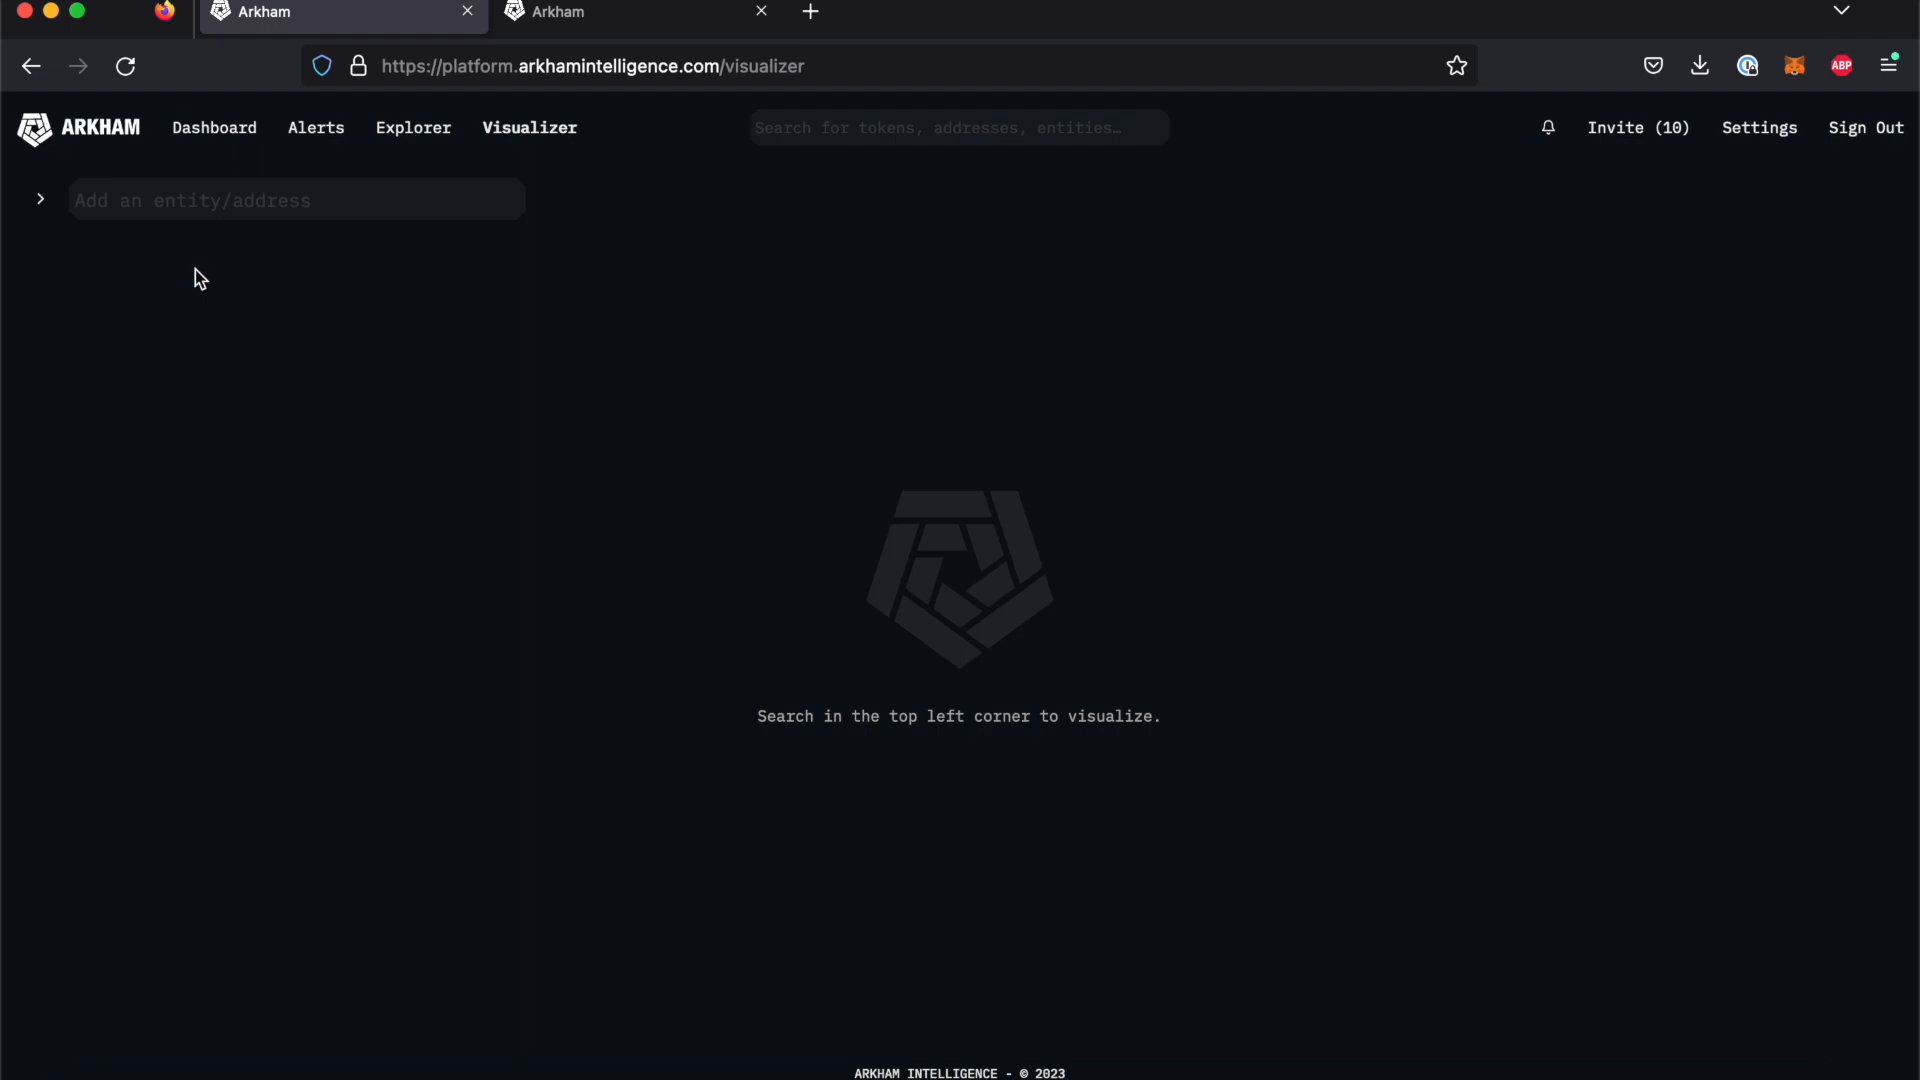 Arkham
Arkham
https://platform.arkhamintelligence.com/visualizer
ABP
ARKHAM
Dashboard
Alerts
Explorer
Visualizer
Search for tokens, addresses, entities…
Invite (10)
Settings
Sign Out
Add an entity/address
Search in the top left corner to visualize.
ARKHAM INTELLIGENCE - © 2023